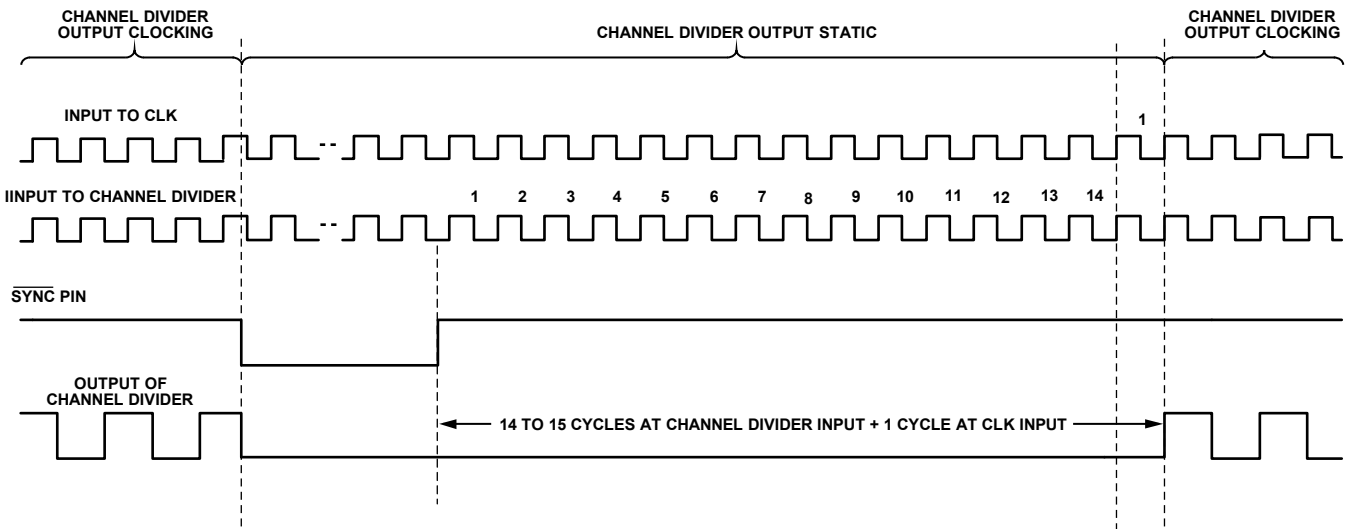 CHANNEL DIVIDER
OUTPUT CLOCKING
CHANNEL DIVIDER OUTPUT STATIC
CHANNEL DIVIDER
OUTPUT CLOCKING
INPUT TO CLK
1
IINPUT TO CHANNEL DIVIDER
1 2 3 4 5 6 7 8 9 10 11 12 13 14
SYNC PIN
OUTPUT OF
CHANNEL DIVIDER
14 TO 15 CYCLES AT CHANNEL DIVIDER INPUT + 1 CYCLE AT CLK INPUT